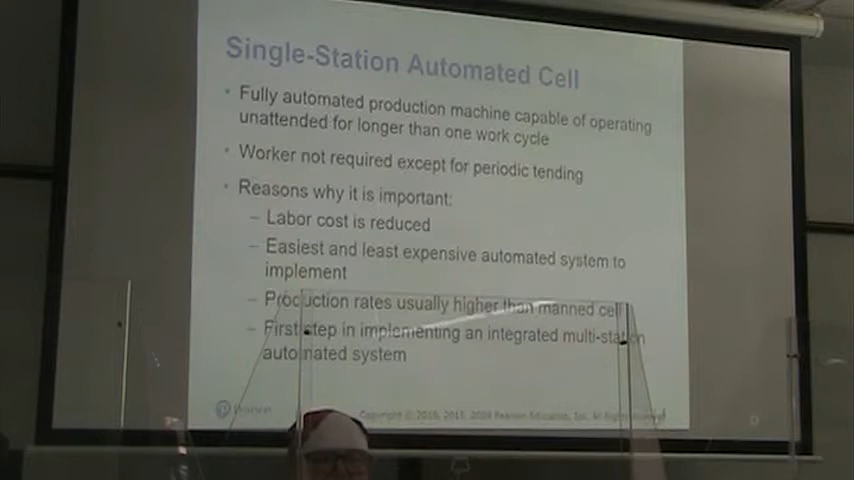 Single-Station Automated Cell
• Fully automated production machine capable of operating
unattended for longer than one work cycle
• Worker not required except for periodic tending
• Reasons why it is important:
– Labor cost is reduced
– Easiest and least expensive automated system to
implement
– Production rates usually higher than manned cell
– First step in implementing an integrated multi-station
automated system
Pearson
Copyright © Pearson Education, Inc. All Rights Reserved